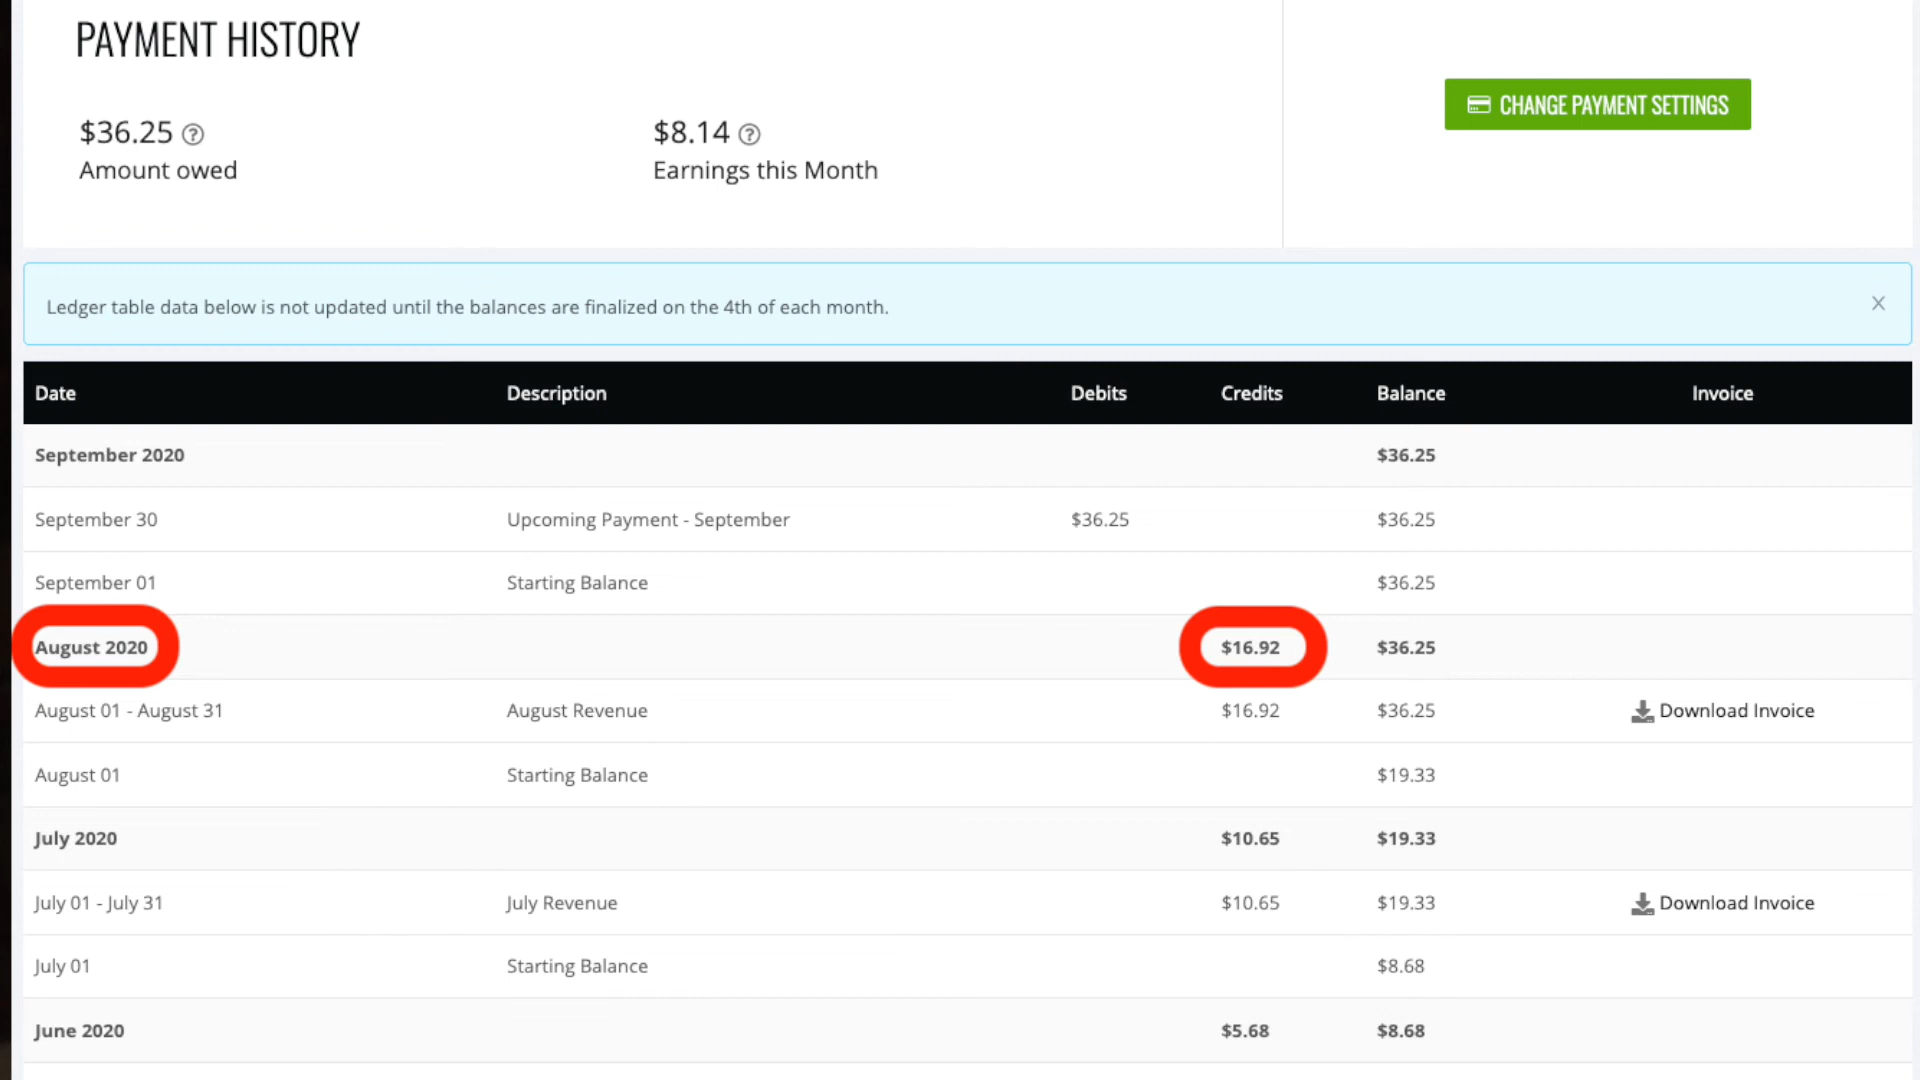 PAYMENT HISTORY
$36.25
Amount owed
$8.14
Earnings this Month
CHANGE PAYMENT SETTINGS
Ledger table data below is not updated until the balances are finalized on the 4th of each month.
Date Description Debits Credits Balance Invoice
September 2020 $36.25
September 30 Upcoming Payment - September $36.25 $36.25
September 01 Starting Balance $36.25
August 2020 $16.92 $36.25
August 01 - August 31 August Revenue $16.92 $36.25 Download Invoice
August 01 Starting Balance $19.33
July 2020 $10.65 $19.33
July 01 - July 31 July Revenue $10.65 $19.33 Download Invoice
July 01 Starting Balance $8.68
June 2020 $5.68 $8.68